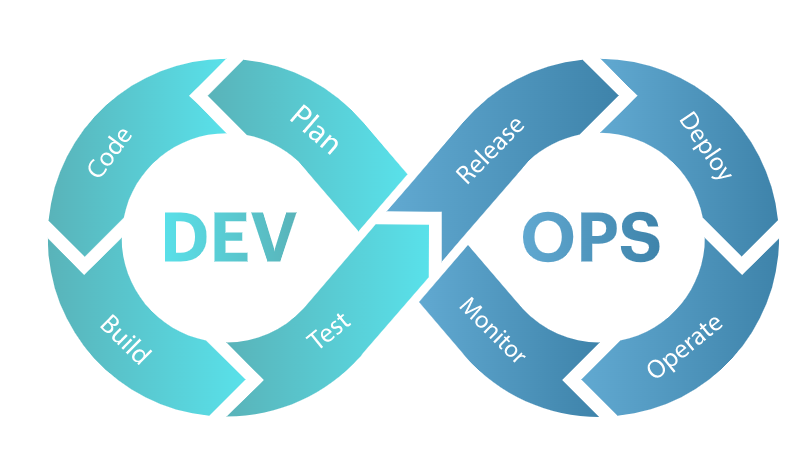 Plan
Code
Build
Test
DEV
Release
Deploy
Operate
Monitor
OPS